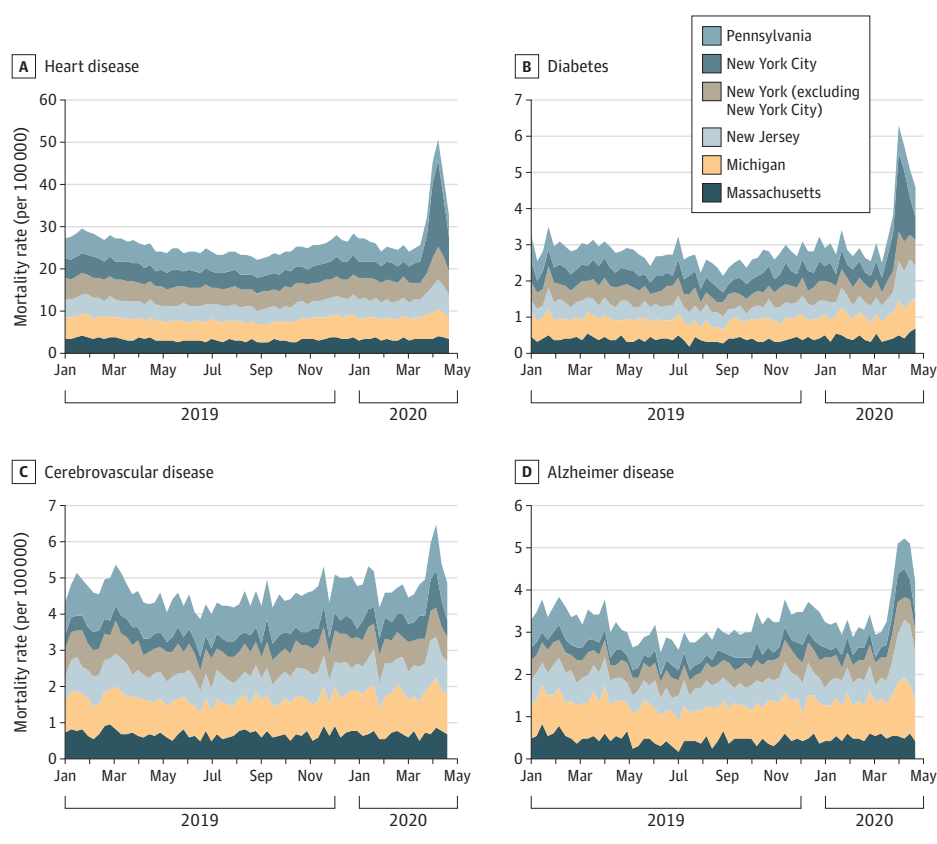 Pennsylvania
New York City
New York (excluding
New York City)
New Jersey
Michigan
Massachusetts
A Heart disease
Mortality rate (per 100 000)
60
50
40
30
20
10
0
Jan Mar May Jul Sep Nov Jan Mar May
2019 2020
B Diabetes
7
6
5
4
3
2
1
0
Jan Mar May Jul Sep Nov Jan Mar May
2019 2020
C Cerebrovascular disease
Mortality rate (per 100 000)
7
6
5
4
3
2
1
0
Jan Mar May Jul Sep Nov Jan Mar May
2019 2020
D Alzheimer disease
6
5
4
3
2
1
0
Jan Mar May Jul Sep Nov Jan Mar May
2019 2020